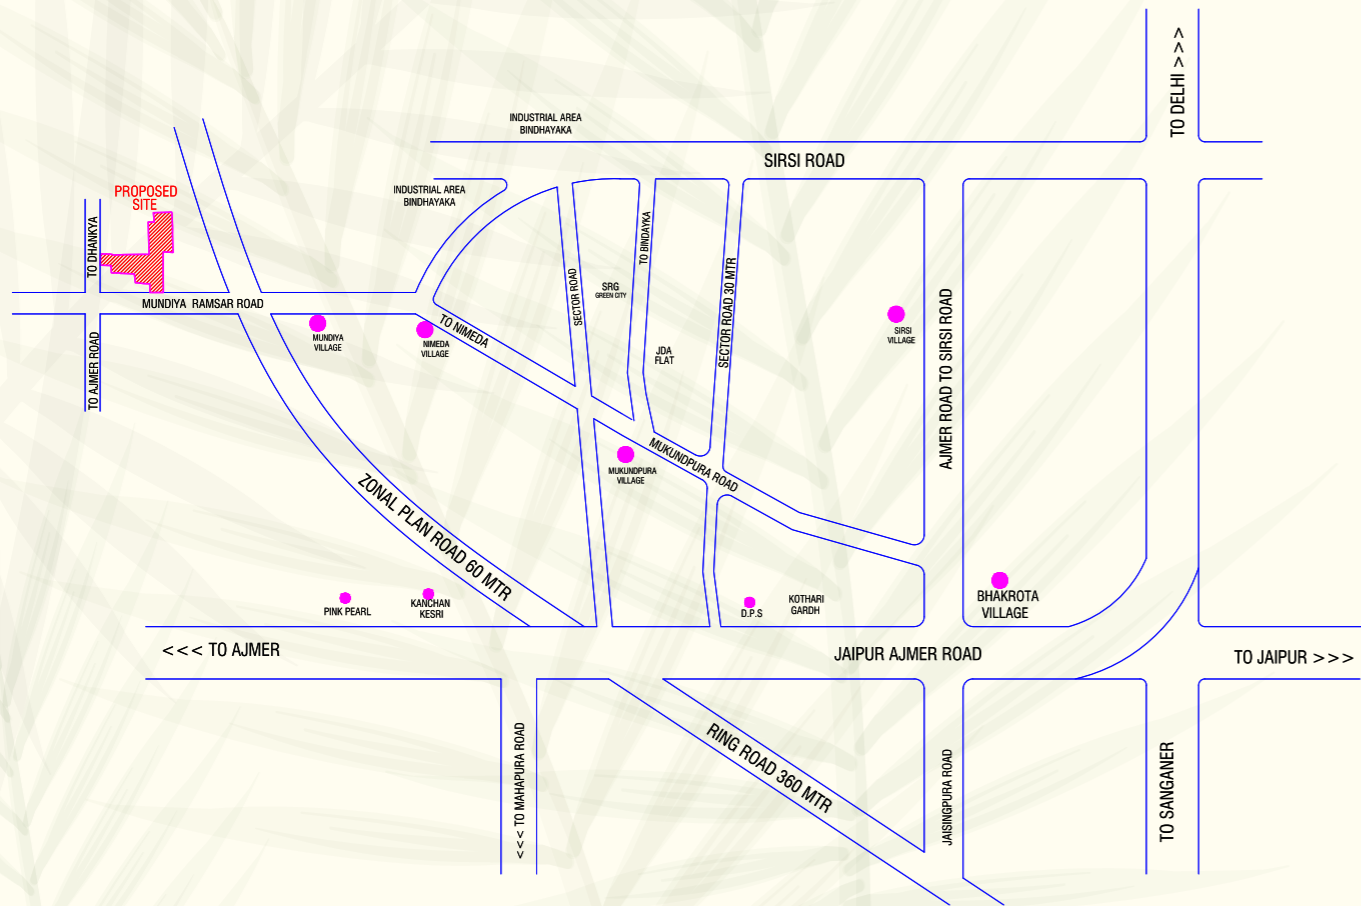 TO DELHI >>>
INDUSTRIAL AREA
BINDHAYAKA
SIRSI ROAD
INDUSTRIAL AREA
BINDHAYAKA
PROPOSED
SITE
TO DHANKYA
MUNDIYA RAMSAR ROAD
TO AJMER ROAD
MUNDIYA
VILLAGE
NIMEDA
VILLAGE
TO NIMEDA
SECTOR ROAD
SRG
GREEN CITY
TO BINDAYKA
JDA
FLAT
SECTOR ROAD 30 MTR
SIRSI
VILLAGE
AJMER ROAD TO SIRSI ROAD
MUKUNDPURA ROAD
MUKUNDPURA
VILLAGE
ZONAL PLAN ROAD 60 MTR
PINK PEARL
KANCHAN
KESRI
D.P.S
KOTHARI
GARDH
BHAKROTA
VILLAGE
<<< TO AJMER
JAIPUR AJMER ROAD
TO JAIPUR >>>
<<< TO MAHAPURA ROAD
RING ROAD 360 MTR
JAISINGPURA ROAD
TO SANGANER